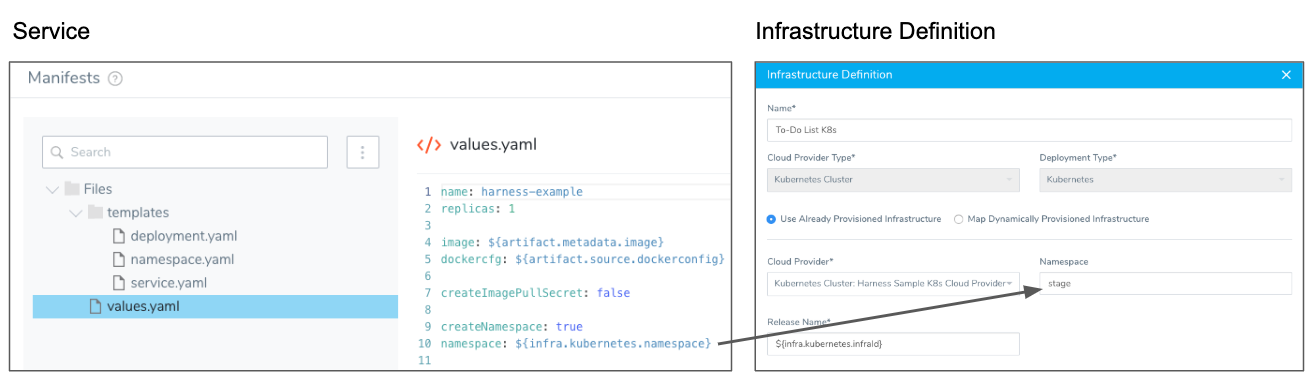 Service
Manifests ?
Search
Files
templates
deployment.yaml
namespace.yaml
service.yaml
values.yaml
</> values.yaml
1 name: harness-example
2 replicas: 1
3
4 image: ${artifact.metadata.image}
5 dockercfg: ${artifact.source.dockerconfig}
6
7 createImagePullSecret: false
8
9 createNamespace: true
10 namespace: ${infra.kubernetes.namespace}
11
Infrastructure Definition
Infrastructure Definition
Name*
To-Do List K8s
Cloud Provider Type* Deployment Type*
Kubernetes Cluster Kubernetes
Use Already Provisioned Infrastructure Map Dynamically Provisioned Infrastructure
Cloud Provider* Namespace
Kubernetes Cluster: Harness Sample K8s Cloud Provider stage
Release Name*
${infra.kubernetes.infraId}